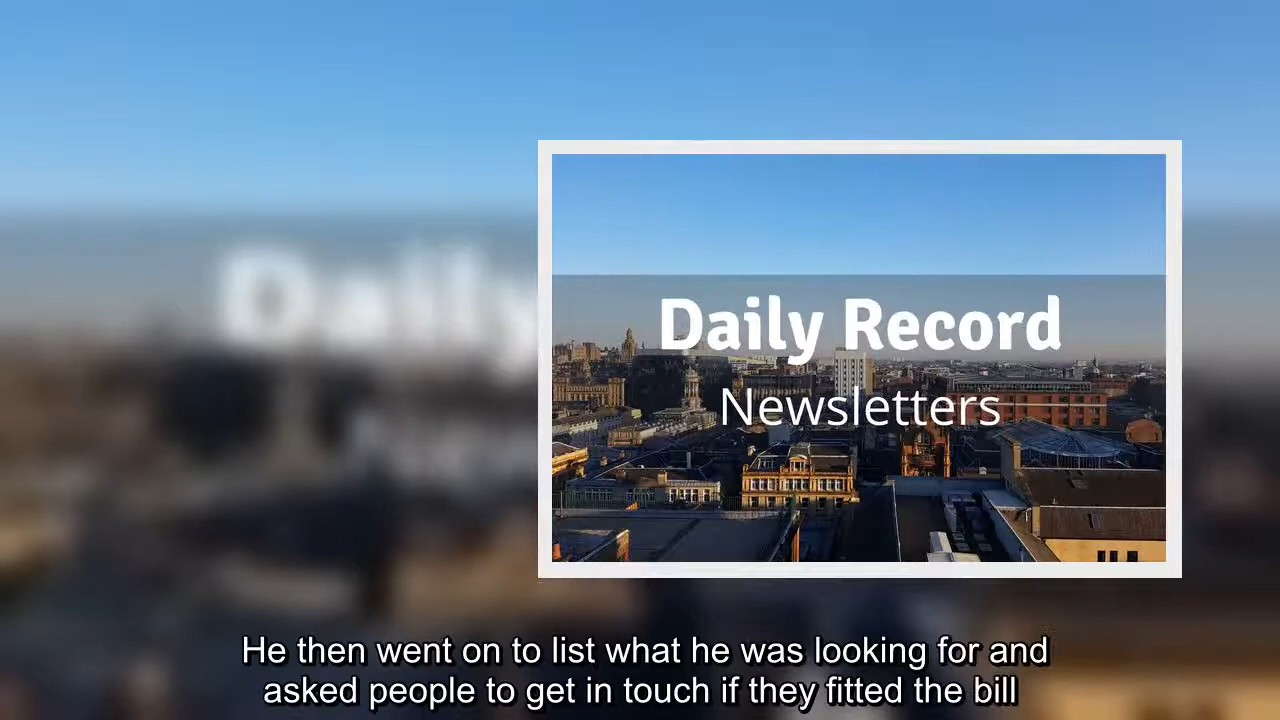 Daily
Daily Record
Newsletters
He then went on to list what he was looking for and
asked people to get in touch if they fitted the bill